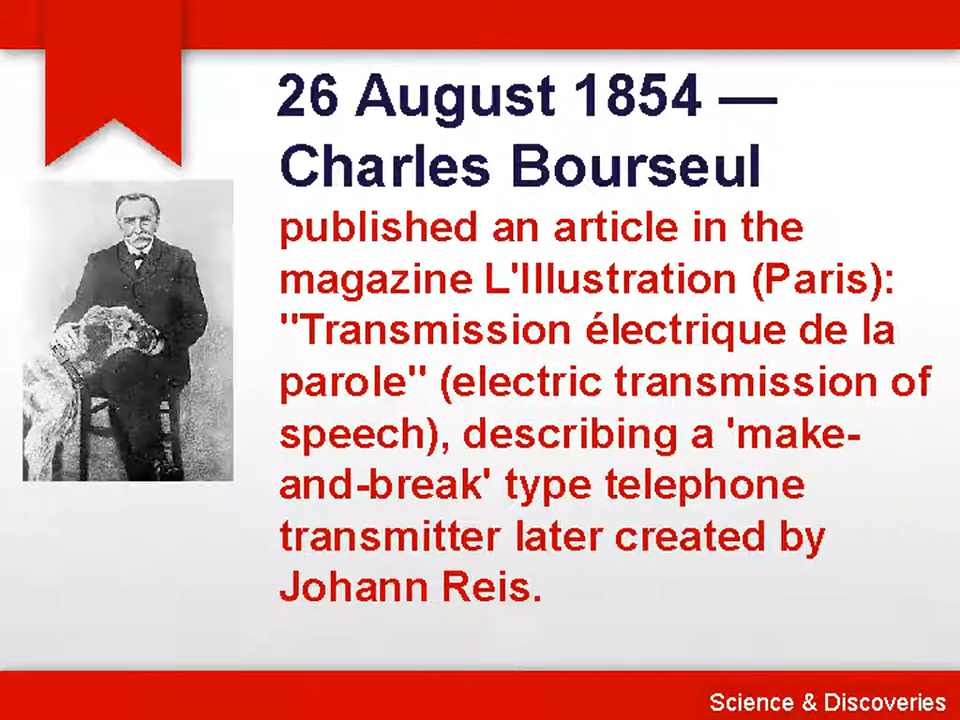 26 August 1854 —
Charles Bourseul
published an article in the
magazine L'Illustration (Paris):
"Transmission électrique de la
parole" (electric transmission of
speech), describing a 'make-
and-break' type telephone
transmitter later created by
Johann Reis.
Science & Discoveries